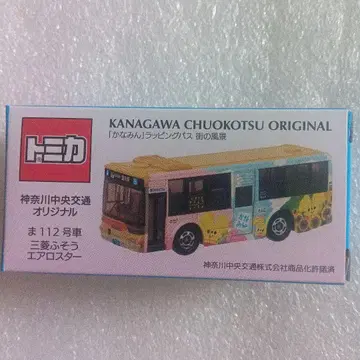 KANAGAWA CHUOKOTSU ORIGINAL
「かなみん」ラッピングバス 街の風景
トミカ
神奈川中央交通
オリジナル
ま112号車
三菱ふそう
エアロスター
神奈川中央交通株式会社商品化許諾済